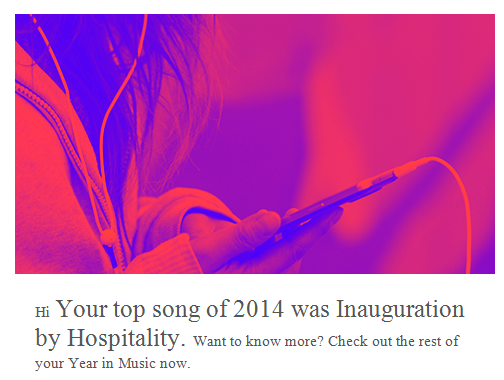 Hi Your top song of 2014 was Inauguration
by Hospitality. Want to know more? Check out the rest of
your Year in Music now.